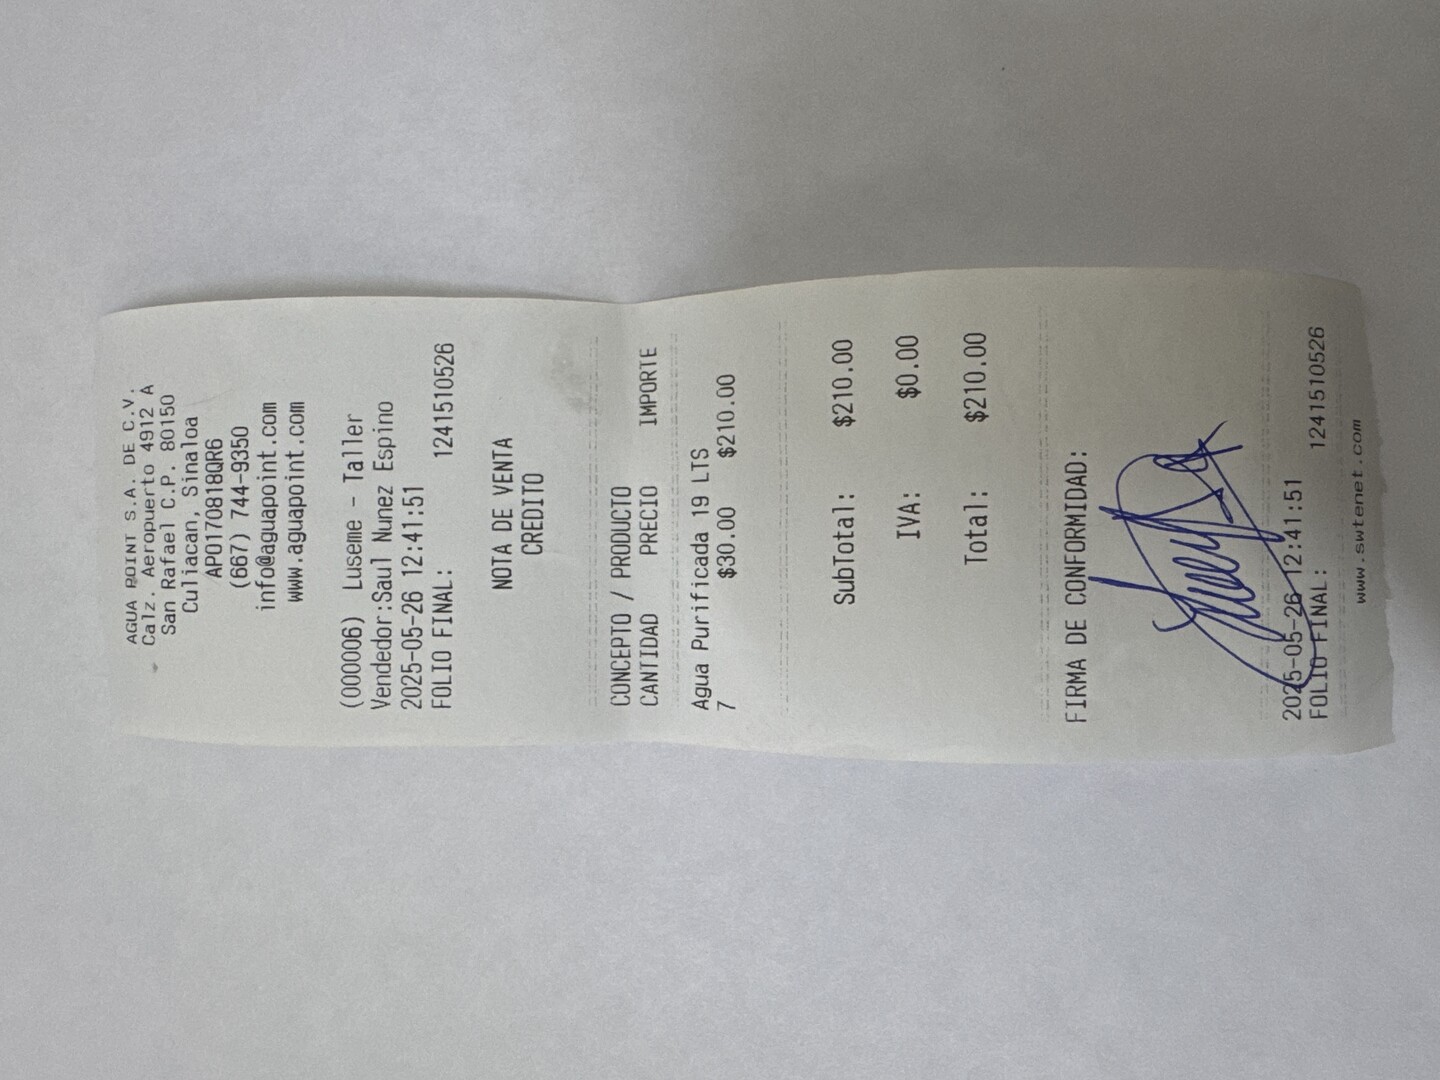 AGUA POINT S.A. DE C.V.
Calz. Aeropuerto 4912 A
San Rafael C.P. 80150
Culiacan, Sinaloa
APO170818QR6
(667) 744-9350
info@aguapoint.com
www.aguapoint.com
(000006) Luseme - Taller
Vendedor:Saul Nunez Espino
2025-05-26 12:41:51
FOLIO FINAL: 1241510526
NOTA DE VENTA
CREDITO
CONCEPTO / PRODUCTO
CANTIDAD PRECIO IMPORTE
Agua Purificada 19 LTS
7 $30.00 $210.00
SubTotal: $210.00
IVA: $0.00
Total: $210.00
FIRMA DE CONFORMIDAD:
2025-05-26 12:41:51
FOLIO FINAL: 1241510526
www.swtenet.com